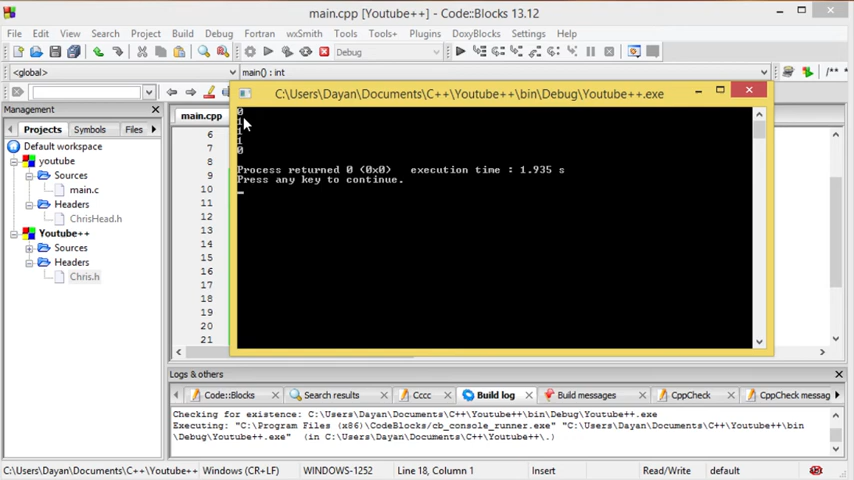 main.cpp [Youtube++] - Code::Blocks 13.12
File Edit View Search Project Build Debug Fortran wxSmith Tools Tools+ Plugins DoxyBlocks Settings Help
Debug
<global>
main() : int
/**
Management
Projects Symbols Files
Default workspace
youtube
Sources
main.c
Headers
ChrisHead.h
Youtube++
Sources
Headers
Chris.h
main.cpp
6
7
8
9
10
11
12
13
14
15
16
17
18
19
20
21
C:\Users\Dayan\Documents\C++\Youtube++\bin\Debug\Youtube++.exe
0
1
1
1
0
Process returned 0 (0x0) execution time : 1.935 s
Press any key to continue.
Logs & others
Code::Blocks Search results Cccc Build log Build messages CppCheck CppCheck messag
Checking for existence: C:\Users\Dayan\Documents\C++\Youtube++\bin\Debug\Youtube++.exe
Executing: "C:\Program Files (x86)\CodeBlocks/cb_console_runner.exe" "C:\Users\Dayan\Documents\C++\Youtube++\bin
\Debug\Youtube++.exe" (in C:\Users\Dayan\Documents\C++\Youtube++\.)
C:\Users\Dayan\Documents\C++\Youtube++ Windows (CR+LF) WINDOWS-1252 Line 18, Column 1 Insert Read/Write default